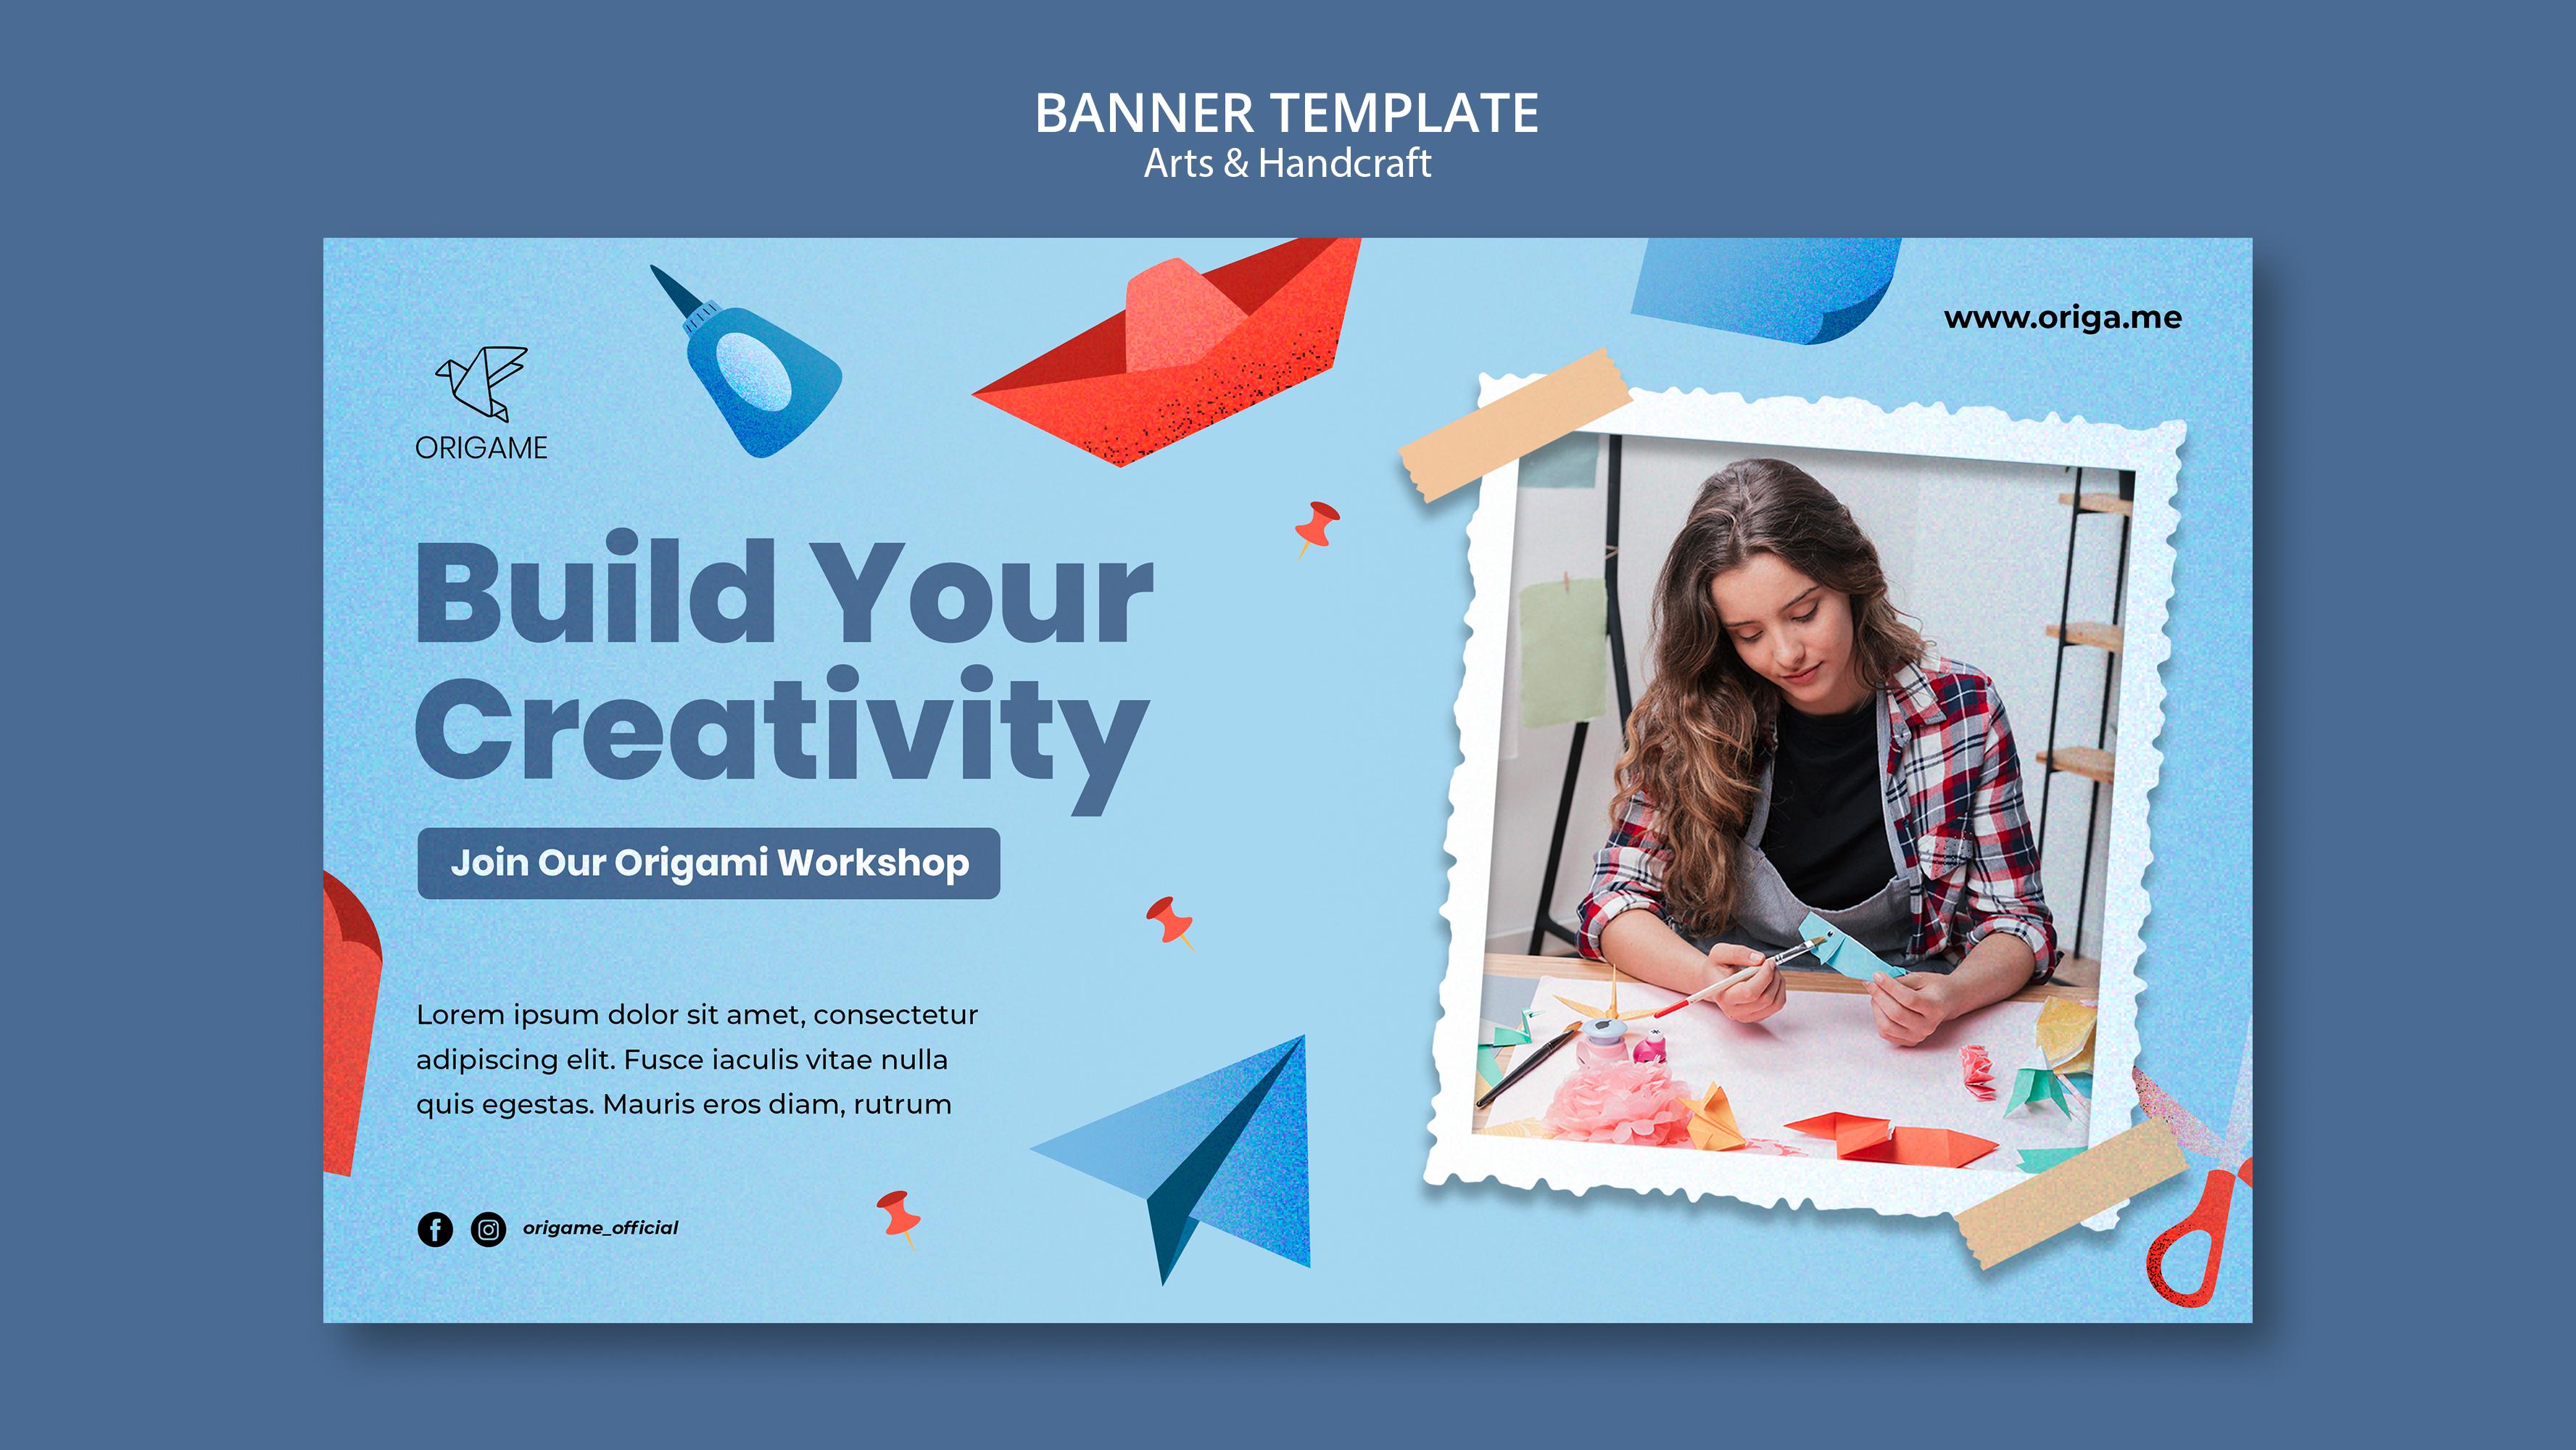 BANNER TEMPLATE
Arts & Handcraft
www.origa.me
ORIGAME
Build Your
Creativity
Join Our Origami Workshop
Lorem ipsum dolor sit amet, consectetur
adipiscing elit. Fusce iaculis vitae nulla
quis egestas. Mauris eros diam, rutrum
origame_official